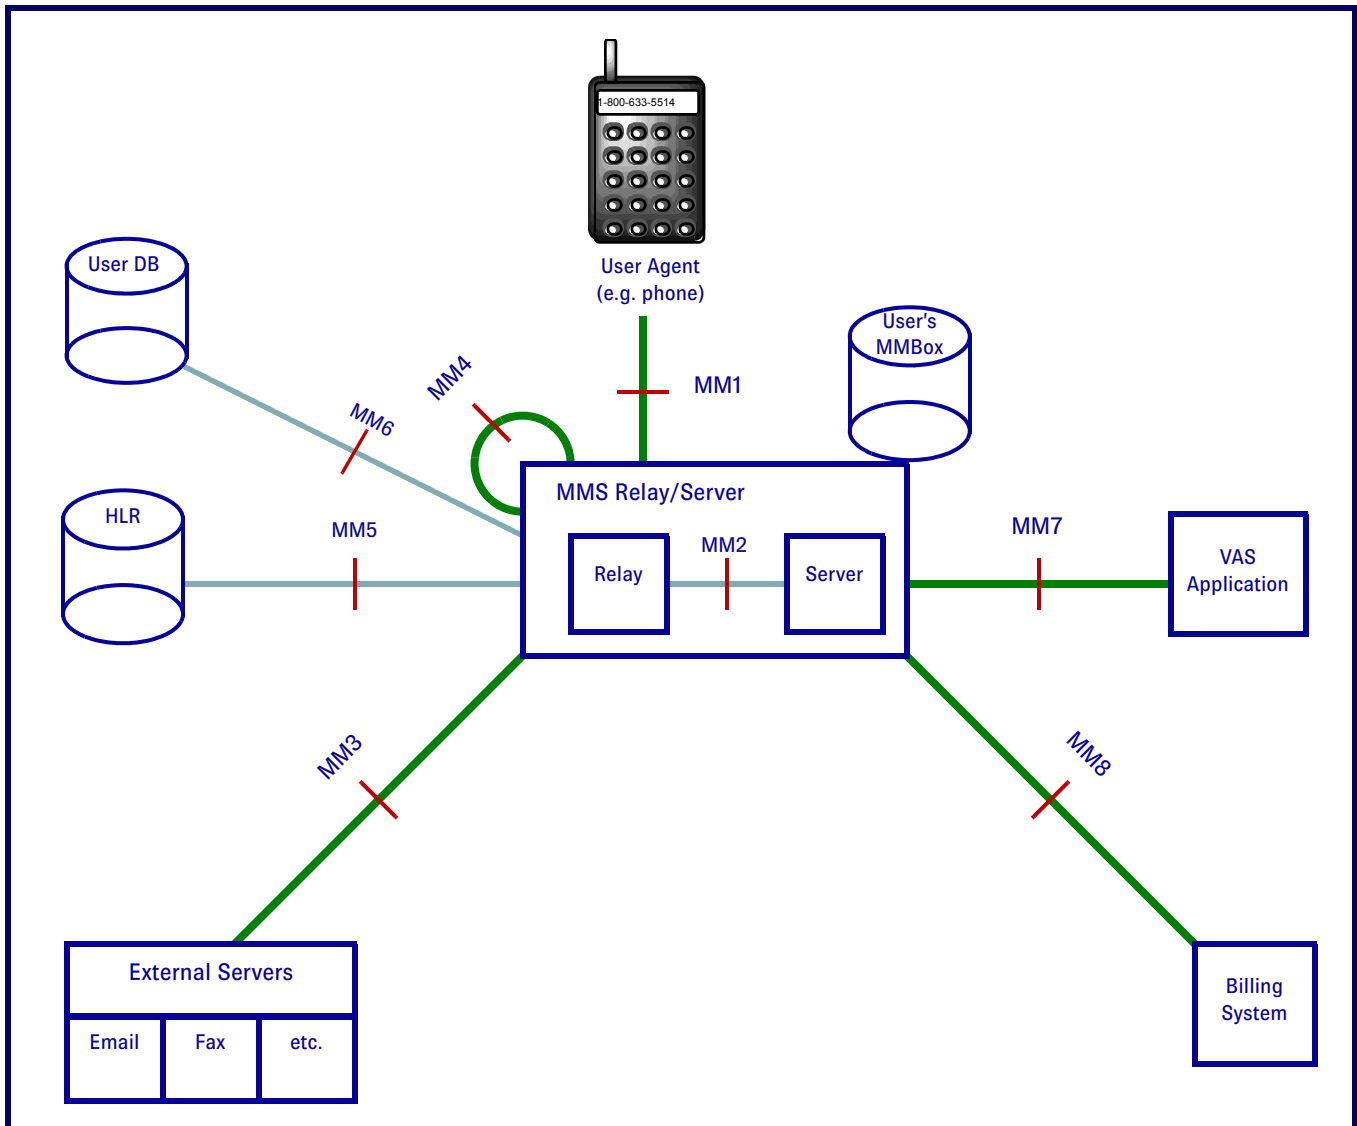 1-800-633-5514
User Agent
(e.g. phone)
User DB
User's
MMBox
MM4
MM1
MM6
MMS Relay/Server
HLR
MM5
MM2
MM7
Relay
Server
VAS
Application
MM3
MM8
External Servers
Email
Fax
etc.
Billing
System